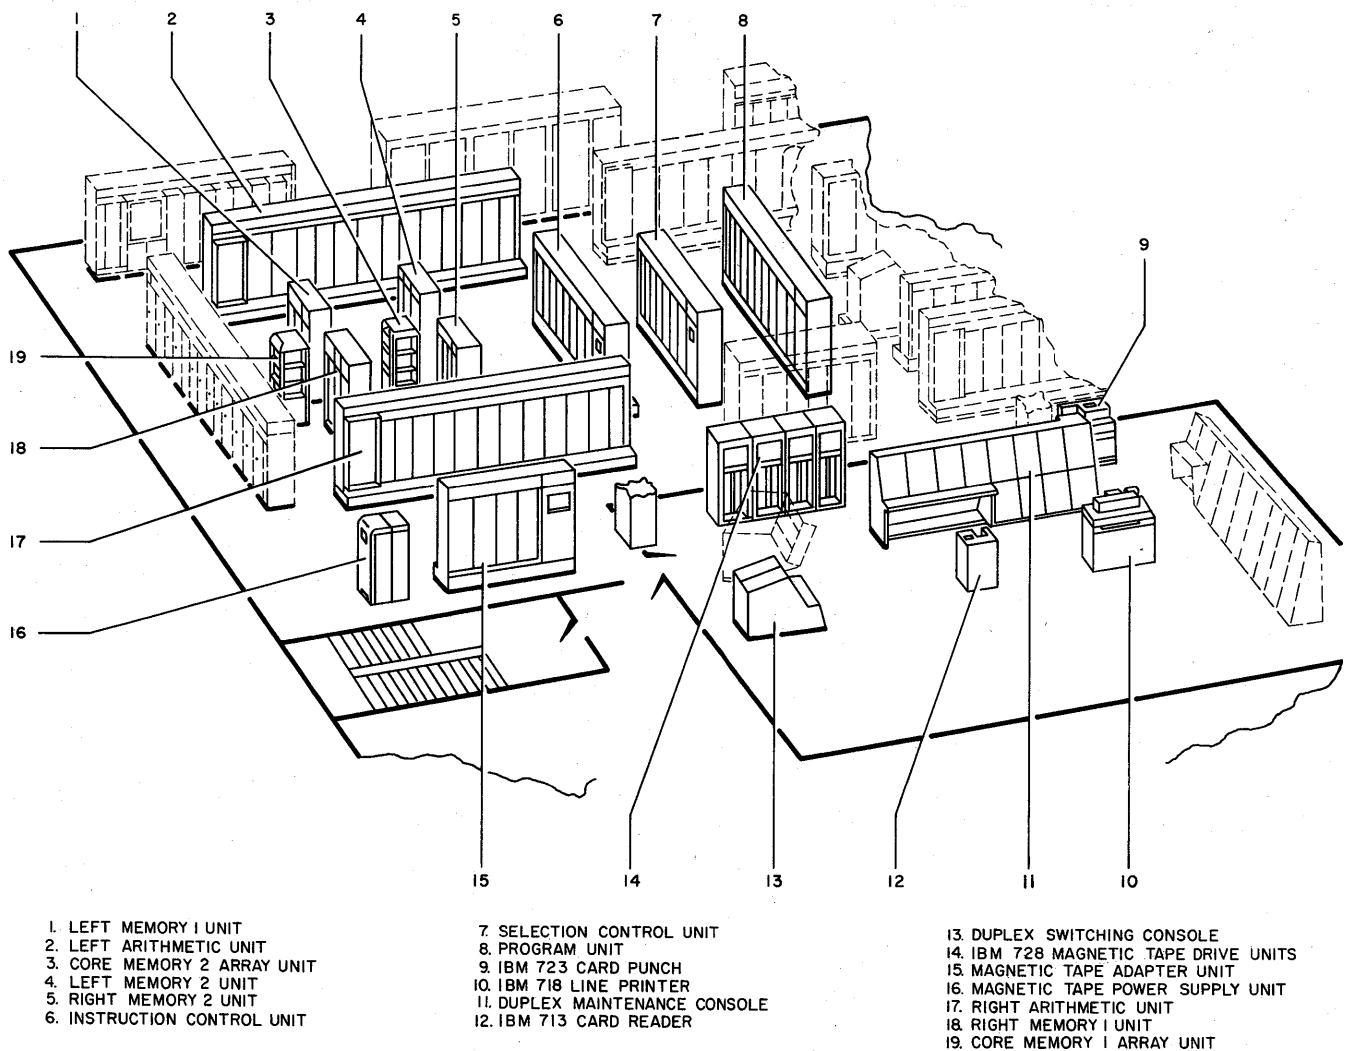 1 2 3 4 5 6 7 8
9
19
18
17
16
15 14 13 12 11 10
1. LEFT MEMORY 1 UNIT
2. LEFT ARITHMETIC UNIT
3. CORE MEMORY 2 ARRAY UNIT
4. LEFT MEMORY 2 UNIT
5. RIGHT MEMORY 2 UNIT
6. INSTRUCTION CONTROL UNIT
7. SELECTION CONTROL UNIT
8. PROGRAM UNIT
9. IBM 723 CARD PUNCH
10. IBM 718 LINE PRINTER
11. DUPLEX MAINTENANCE CONSOLE
12. IBM 713 CARD READER
13. DUPLEX SWITCHING CONSOLE
14. IBM 728 MAGNETIC TAPE DRIVE UNITS
15. MAGNETIC TAPE ADAPTER UNIT
16. MAGNETIC TAPE POWER SUPPLY UNIT
17. RIGHT ARITHMETIC UNIT
18. RIGHT MEMORY 1 UNIT
19. CORE MEMORY 1 ARRAY UNIT